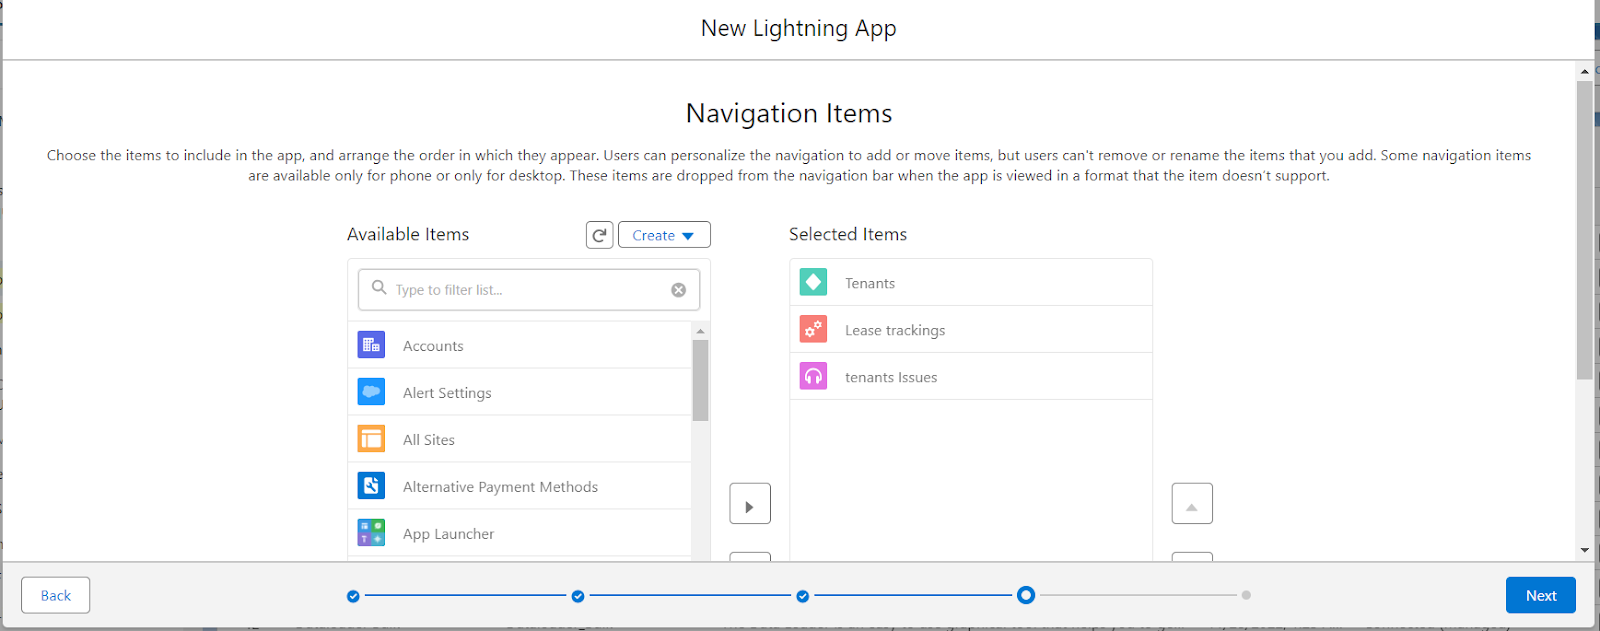 New Lightning App
Navigation Items
Choose the items to include in the app, and arrange the order in which they appear. Users can personalize the navigation to add or move items, but users can't remove or rename the items that you add. Some navigation items
are available only for phone or only for desktop. These items are dropped from the navigation bar when the app is viewed in a format that the item doesn't support.
Available Items
Create
Selected Items
Type to filter list...
Accounts
Alert Settings
All Sites
Alternative Payment Methods
App Launcher
Tenants
Lease trackings
tenants Issues
Back
Next